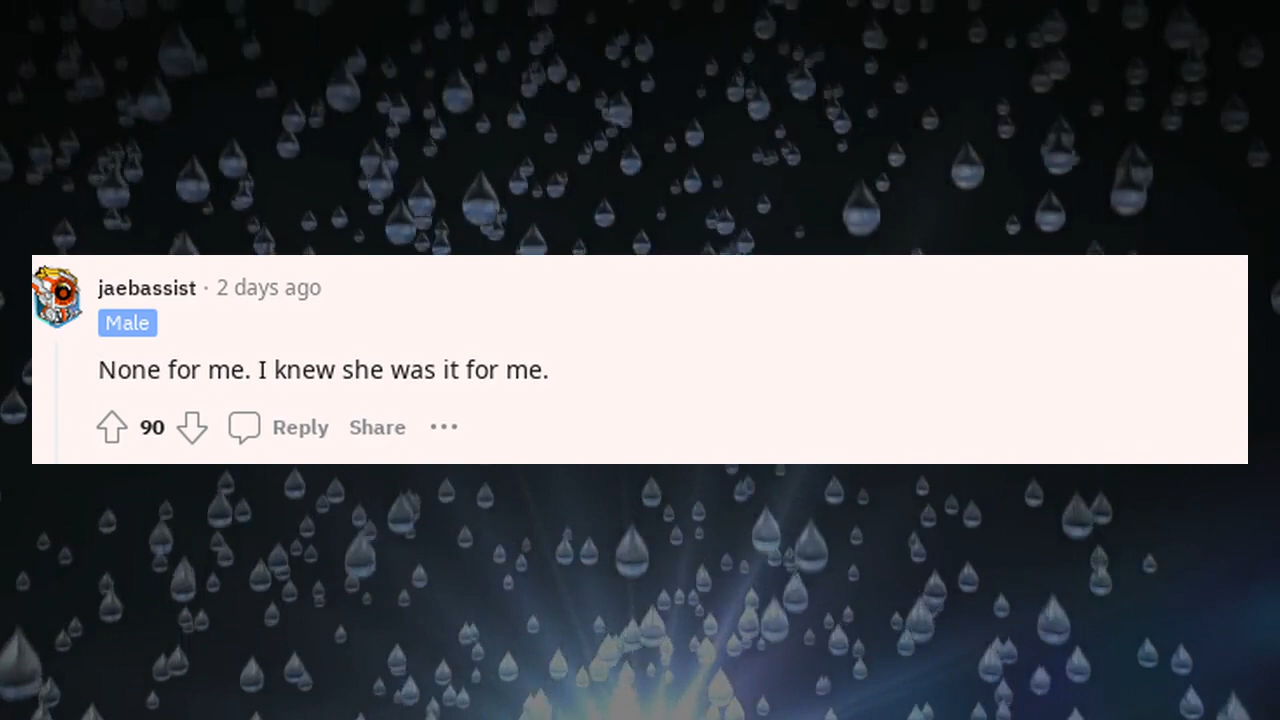 jaebassist · 2 days ago
Male
None for me. I knew she was it for me.
90 Reply Share •••